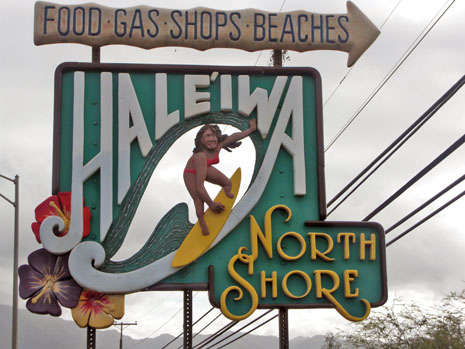 FOOD · GAS · SHOPS · BEACHES
HALE'IWA
NORTH
SHORE